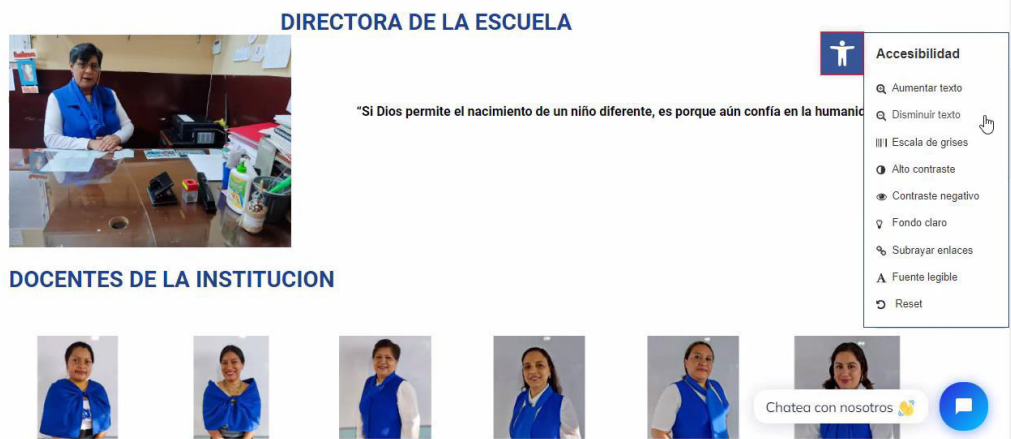 DIRECTORA DE LA ESCUELA
“Si Dios permite el nacimiento de un niño diferente, es porque aún confía en la
Accesibilidad
Aumentar texto
Disminuir texto
Escala de grises
Alto contraste
Contraste negativo
Fondo claro
Subrayar enlaces
Fuente legible
Reset
DOCENTES DE LA INSTITUCION
Chatea con nosotros 👋